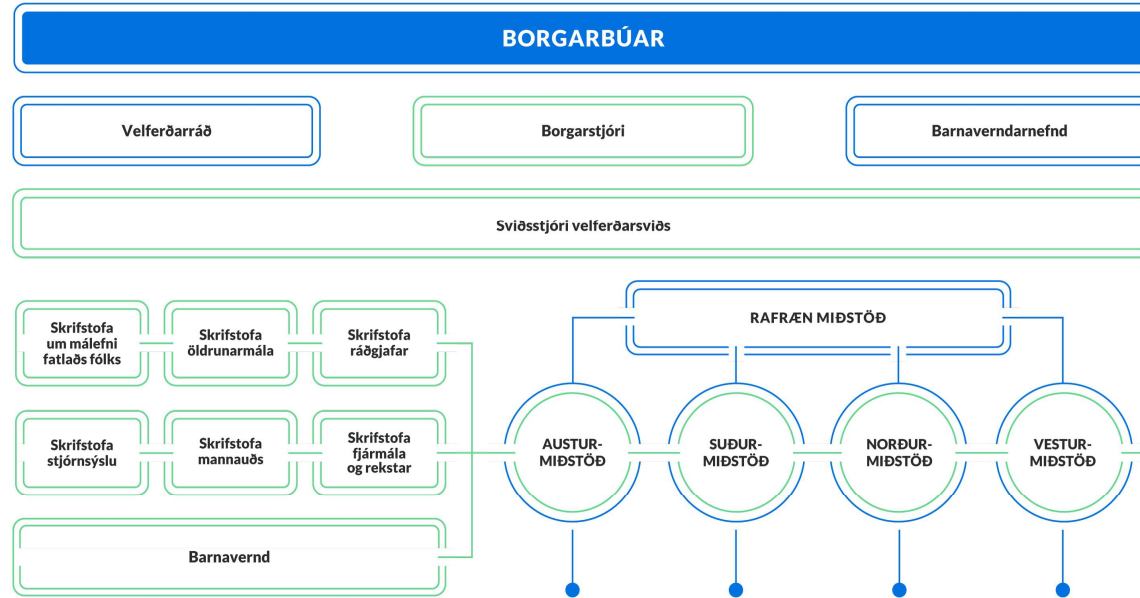 BORGARBÚAR
Velferðarráð
Borgarstjóri
Barnaverndarnefnd
Sviðsstjóri velferðarsviðs
RAFRÆN MIÐSTÖÐ
Skrifstofa
um málefni
fatlaðs fólks
Skrifstofa
öldrunarmála
Skrifstofa
ráðgjafar
Skrifstofa
stjórnsýslu
Skrifstofa
mannauðs
Skrifstofa
fjármála
og rekstar
AUSTUR-
MIÐSTÖÐ
SUÐUR-
MIÐSTÖÐ
NORÐUR-
MIÐSTÖÐ
VESTUR-
MIÐSTÖÐ
Barnavernd